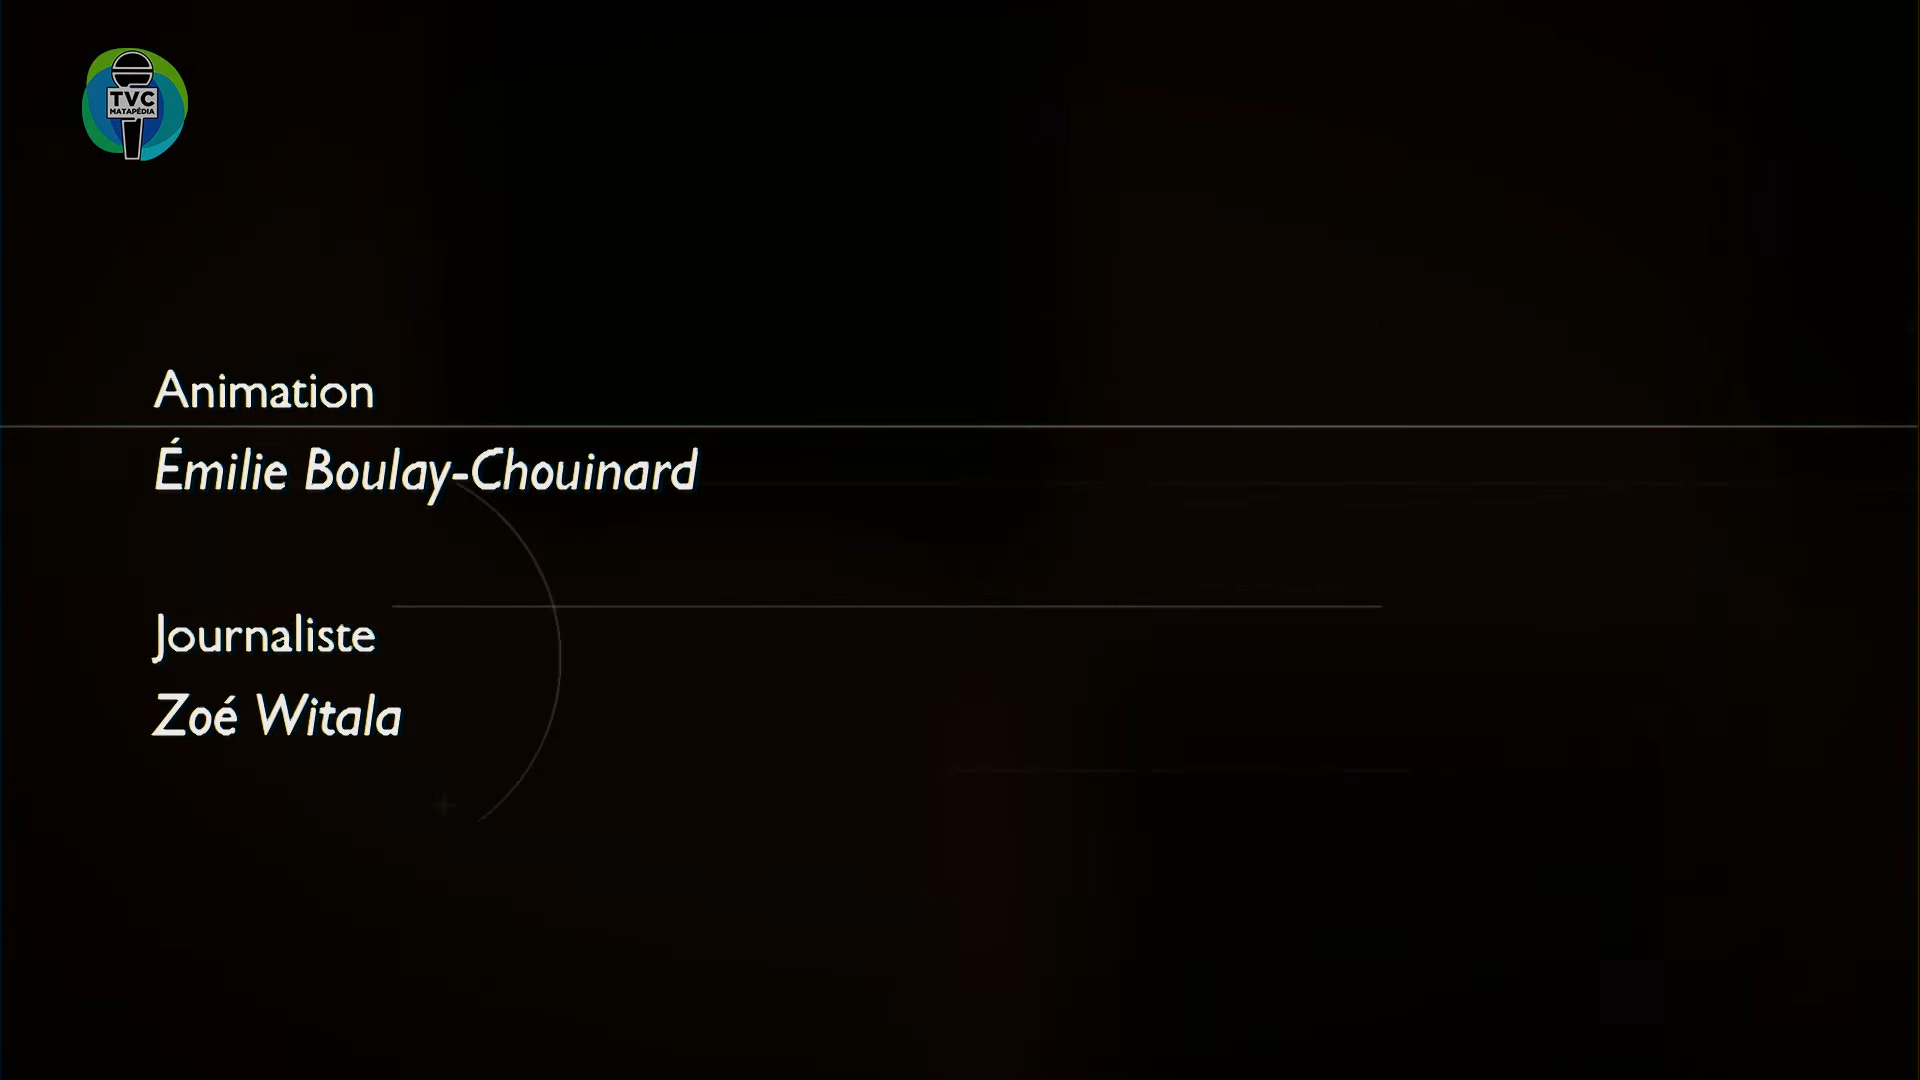 TVC
MATAPÉDIA
Animation
Émilie Boulay-Chouinard
Journaliste
Zoé Witala